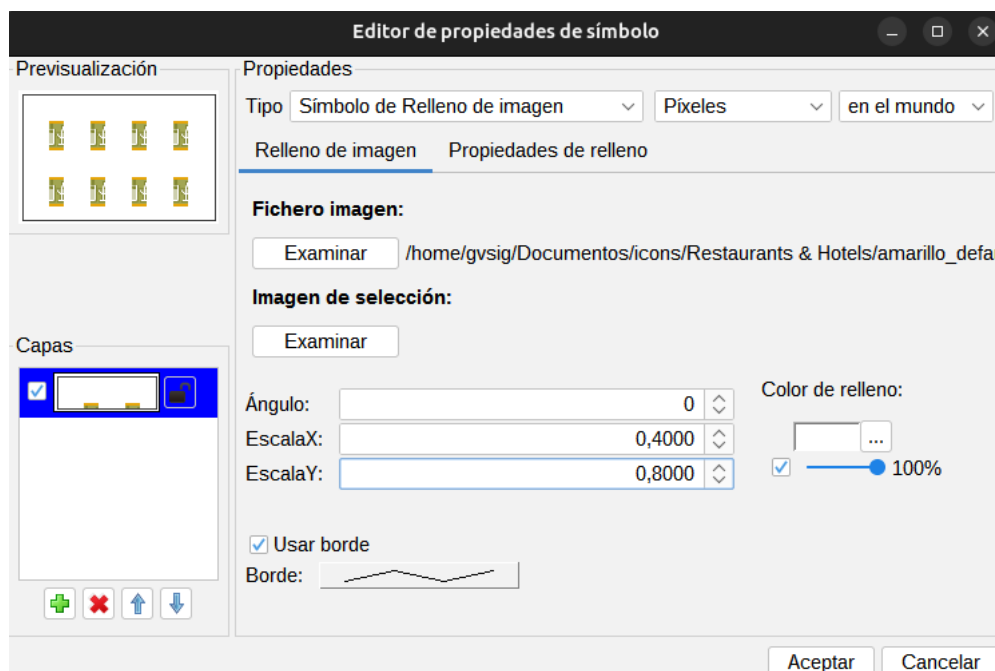 Editor de propiedades de símbolo
Previsualización
Propiedades
Tipo Símbolo de Relleno de imagen Píxeles en el mundo
Relleno de imagen Propiedades de relleno
Fichero imagen:
Examinar /home/gvsig/Documentos/icons/Restaurants & Hotels/amarillo_defa
Imagen de selección:
Examinar
Capas
Ángulo: 0
EscalaX: 0,4000
EscalaY: 0,8000
Color de relleno:
...
100%
Usar borde
Borde:
Aceptar Cancelar